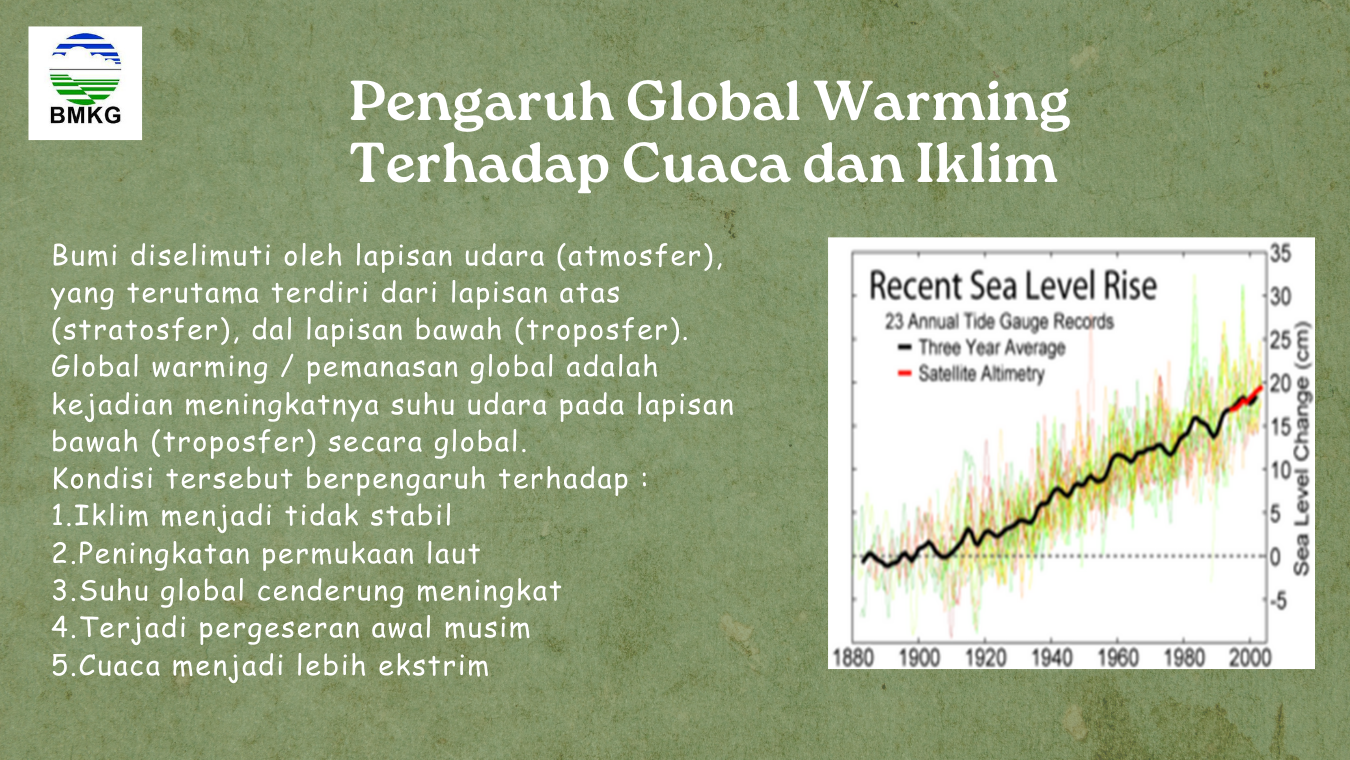 BMKG
Pengaruh Global Warming
Terhadap Cuaca dan Iklim
Bumi diselimuti oleh lapisan udara (atmosfer),
yang terutama terdiri dari lapisan atas
(stratosfer), dal lapisan bawah (troposfer).
Global warming / pemanasan global adalah
kejadian meningkatnya suhu udara pada lapisan
bawah (troposfer) secara global.
Kondisi tersebut berpengaruh terhadap :
1.Iklim menjadi tidak stabil
2.Peningkatan permukaan laut
3.Suhu global cenderung meningkat
4.Terjadi pergeseran awal musim
5.Cuaca menjadi lebih ekstrim
Recent Sea Level Rise
23 Annual Tide Gauge Records
Three Year Average
Satellite Altimetry
35
30
25
20
15
10
5
0
-5
Sea Level Change (cm)
1880 1900 1920 1940 1960 1980 2000